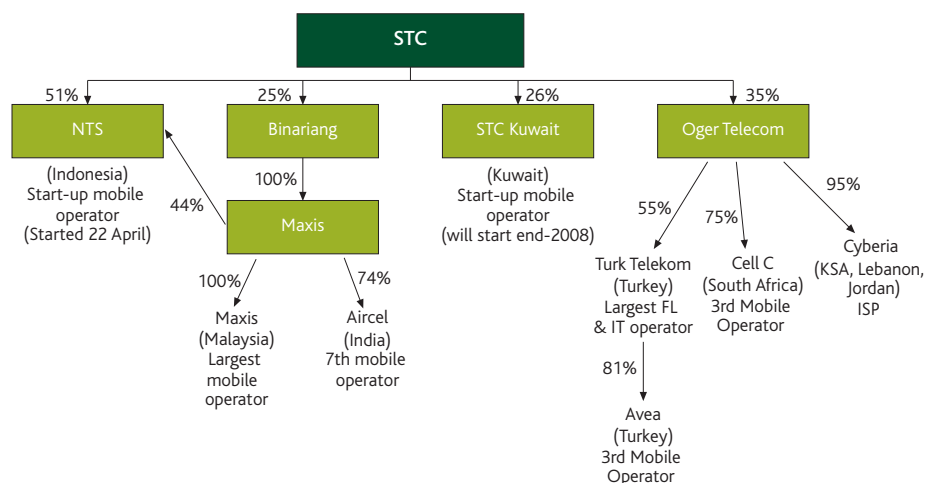 STC
51%
25%
26%
35%
NTS
Binariang
STC Kuwait
Oger Telecom
(Indonesia)
Start-up mobile
operator
(Started 22 April)
44%
100%
Maxis
100%
74%
Maxis
(Malaysia)
Largest
mobile
operator
Aircel
(India)
7th mobile
operator
(Kuwait)
Start-up mobile
operator
(will start end-2008)
55%
75%
95%
Turk Telekom
(Turkey)
Largest FL
& IT operator
Cell C
(South Africa)
3rd Mobile
Operator
Cyberia
(KSA, Lebanon,
Jordan)
ISP
81%
Avea
(Turkey)
3rd Mobile
Operator